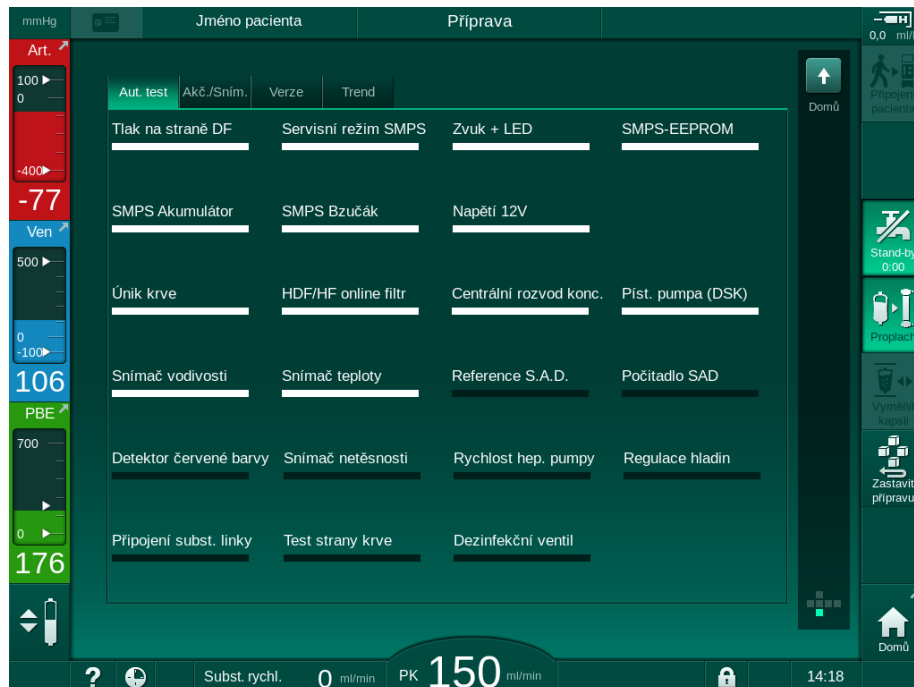 mmHg
Jméno pacienta
Příprava
0,0 ml/
Art.
100
0
-400
-77
Ven
500
0
-100
106
PBE
700
0
176
Aut. test
Akč./Sním.
Verze
Trend
Domů
Tlak na straně DF
Servisní režim SMPS
Zvuk + LED
SMPS-EEPROM
SMPS Akumulátor
SMPS Bzučák
Napětí 12V
Únik krve
HDF/HF online filtr
Centrální rozvod konc.
Píst. pumpa (DSK)
Snímač vodivosti
Snímač teploty
Reference S.A.D.
Počitadlo SAD
Detektor červené barvy
Snímač netěsnosti
Rychlost hep. pumpy
Regulace hladin
Připojení subst. linky
Test strany krve
Dezinfekční ventil
Připojen
pacienta
Stand-by
0:00
Proplach
Vyměnit
kapsli
Zastavit
přípravu
Domů
?
Subst. rychl.
0 ml/min
PK 150 ml/min
14:18